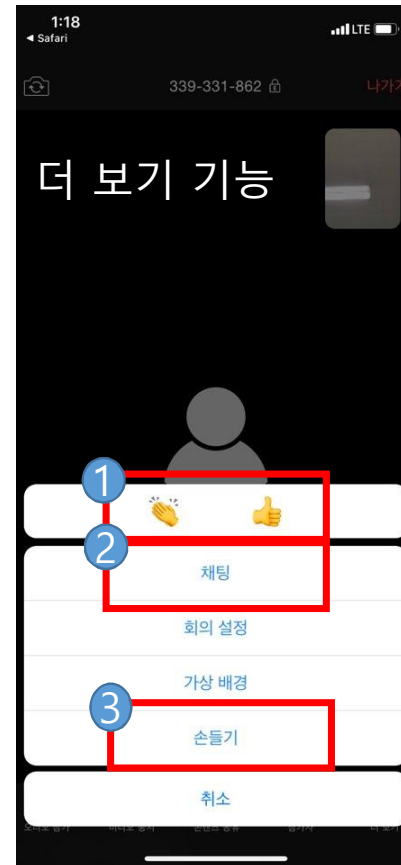 1:18
LTE
◀ Safari
339-331-862
나가기
더 보기 기능
1
2
채팅
회의 설정
가상 배경
3
손들기
취소